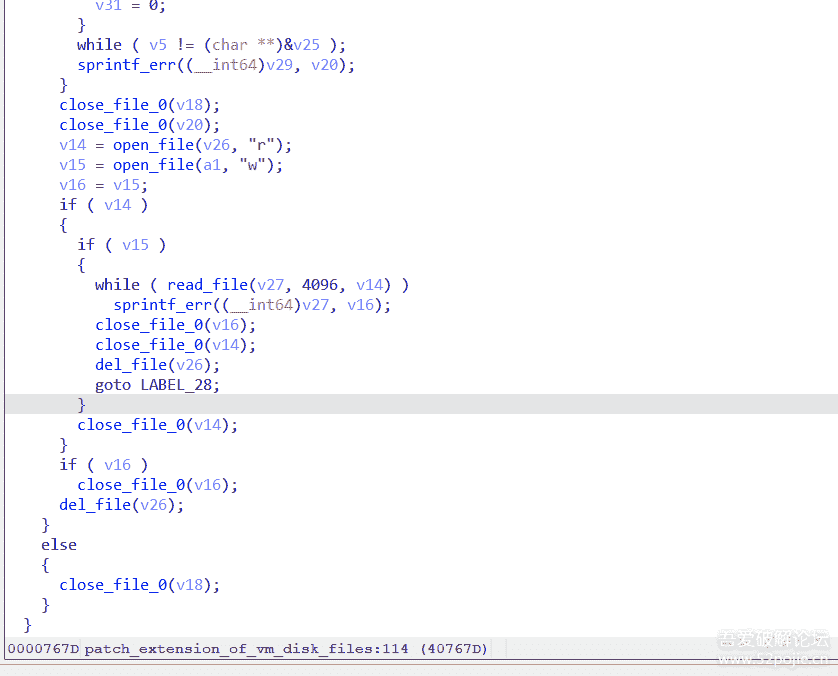 v31 = 0;
}
while ( v5 != (char **)&v25 );
sprintf_err((__int64)v29, v20);
}
close_file_0(v18);
close_file_0(v20);
v14 = open_file(v26, "r");
v15 = open_file(a1, "w");
v16 = v15;
if ( v14 )
{
if ( v15 )
{
while ( read_file(v27, 4096, v14) )
sprintf_err((__int64)v27, v16);
close_file_0(v16);
close_file_0(v14);
del_file(v26);
goto LABEL_28;
}
close_file_0(v14);
}
if ( v16 )
close_file_0(v16);
del_file(v26);
}
else
{
close_file_0(v18);
}
}
0000767D patch_extension_of_vm_disk_files:114 (40767D)
吾爱破解论坛
www.52pojie.cn